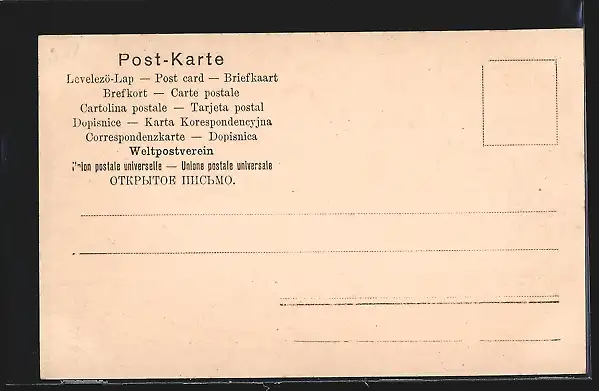 Post-Karte
Levelezö-Lap — Post card — Briefkaart
Brefkort — Carte postale
Cartolina postale — Tarjeta postal
Dopisnice — Karta Korespondencyjna
Correspondenzkarte — Dopisnica
Weltpostverein
Union postale universelle — Unione postale universale
ОТКРЫТОЕ ПИСЬМО.